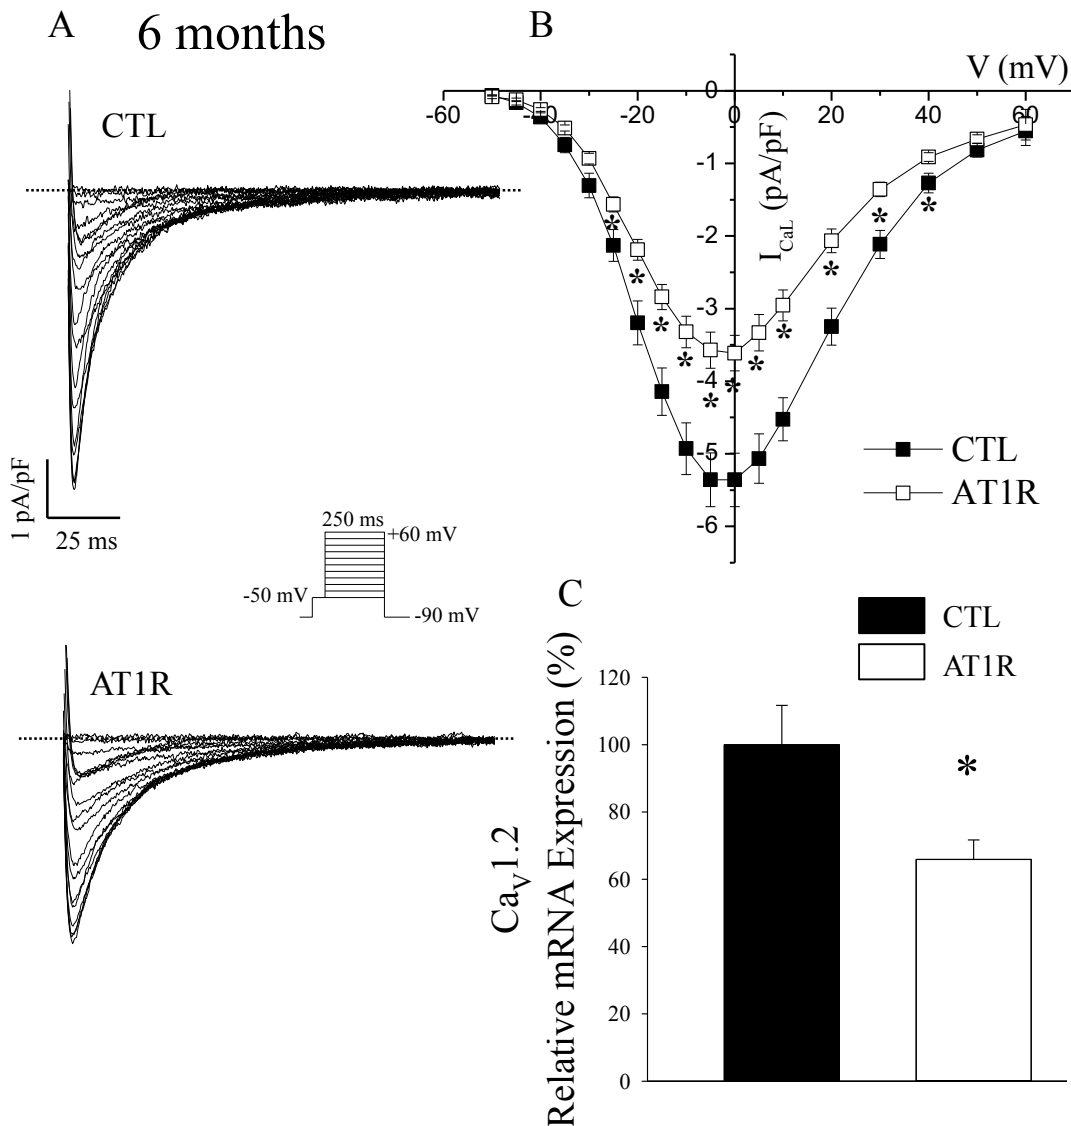 A
6 months
CTL
1 pA/pF
25 ms
250 ms
+60 mV
-50 mV
-90 mV
AT1R
B
V (mV)
0
-60
-40
-20
0
20
40
60
-1
-2
-3
-4
-5
-6
I CaL (pA/pF)
*
*
*
*
*
*
*
*
*
*
*
CTL
AT1R
C
CTL
AT1R
CaV1.2
Relative mRNA Expression (%)
120
100
80
60
40
20
0
*